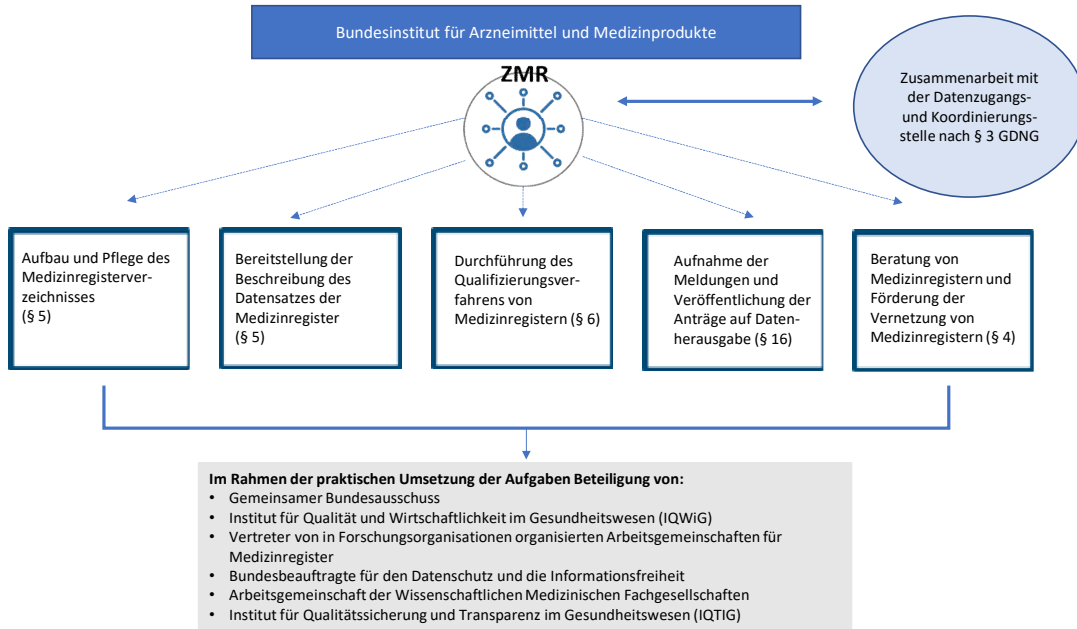 Bundesinstitut für Arzneimittel und Medizinprodukte
ZMR
Zusammenarbeit mit
der Datenzugangs-
und Koordinierungs-
stelle nach § 3 GDNG
Aufbau und Pflege des
Medizinregisterver-
zeichnisses
(§ 5)
Bereitstellung der
Beschreibung des
Datensatzes der
Medizinregister
(§ 5)
Durchführung des
Qualifizierungsver-
fahrens von
Medizinregistern (§ 6)
Aufnahme der
Meldungen und
Veröffentlichung der
Anträge auf Daten-
herausgabe (§ 16)
Beratung von
Medizinregistern und
Förderung der
Vernetzung von
Medizinregistern (§ 4)
Im Rahmen der praktischen Umsetzung der Aufgaben Beteiligung von:
• Gemeinsamer Bundesausschuss
• Institut für Qualität und Wirtschaftlichkeit im Gesundheitswesen (IQWiG)
• Vertreter von in Forschungsorganisationen organisierten Arbeitsgemeinschaften für
Medizinregister
• Bundesbeauftragte für den Datenschutz und die Informationsfreiheit
• Arbeitsgemeinschaft der Wissenschaftlichen Medizinischen Fachgesellschaften
• Institut für Qualitätssicherung und Transparenz im Gesundheitswesen (IQTIG)